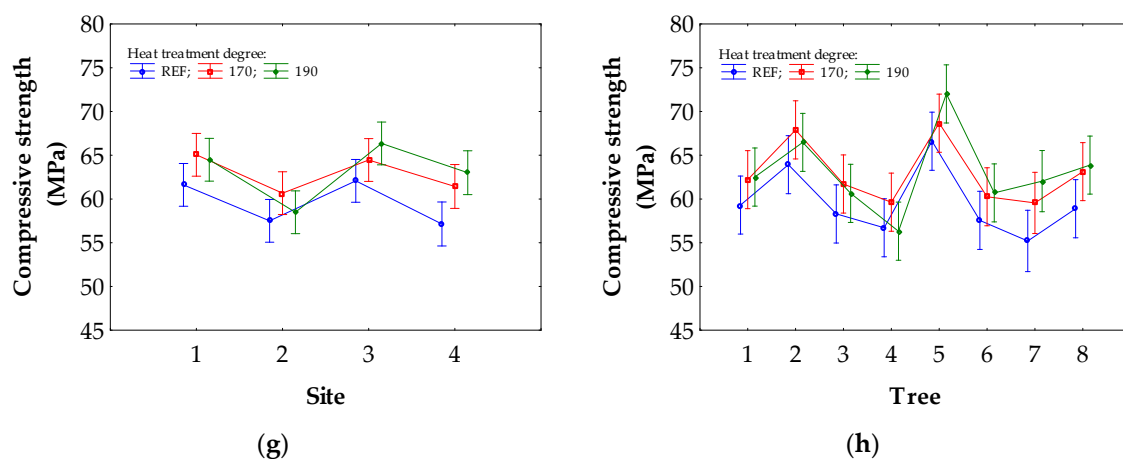 80
75
70
65
60
55
50
45
Compressive strength
(MPa)
Heat treatment degree:
REF; 170; 190
1 2 3 4
Site
(g)
80
75
70
65
60
55
50
45
Compressive strength
(MPa)
Heat treatment degree:
REF; 170; 190
1 2 3 4 5 6 7 8
Tree
(h)